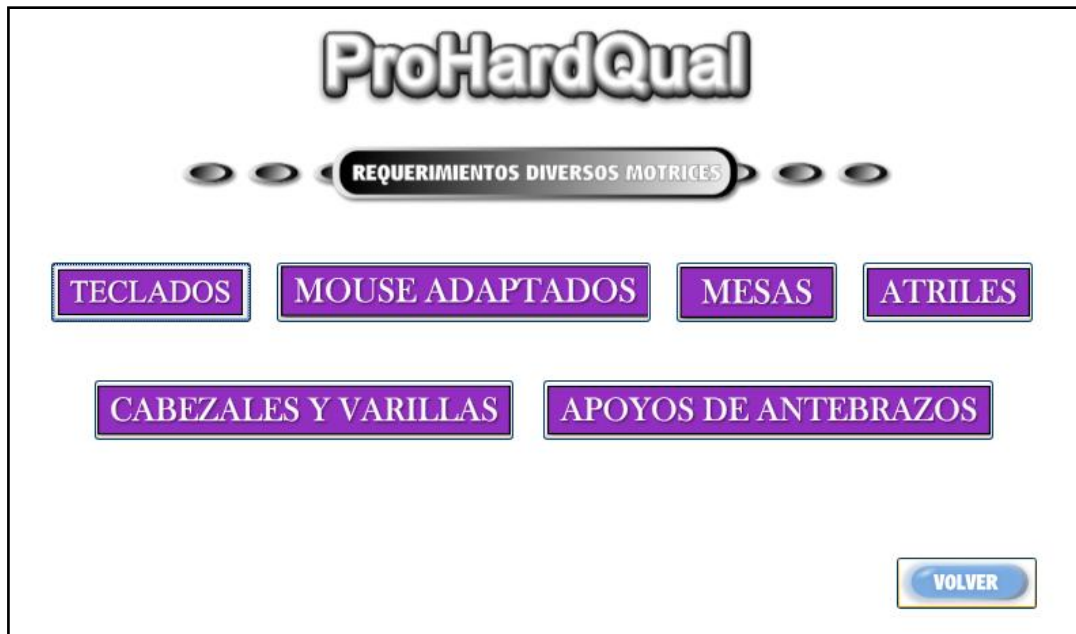 ProHardQual
REQUERIMIENTOS DIVERSOS MOTRICES
TECLADOS MOUSE ADAPTADOS MESAS ATRILES
CABEZALES Y VARILLAS APOYOS DE ANTEBRAZOS
VOLVER